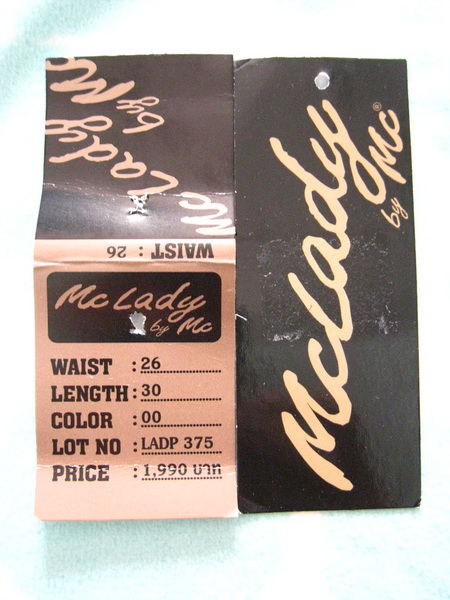 McLady
by Mc
Mc
WAIST : 26
Mc Lady
by Mc
WAIST : 26
LENGTH : 30
COLOR : 00
LOT NO : LADP 375
PRICE : 1,990 บาท
McLady
by Mc®